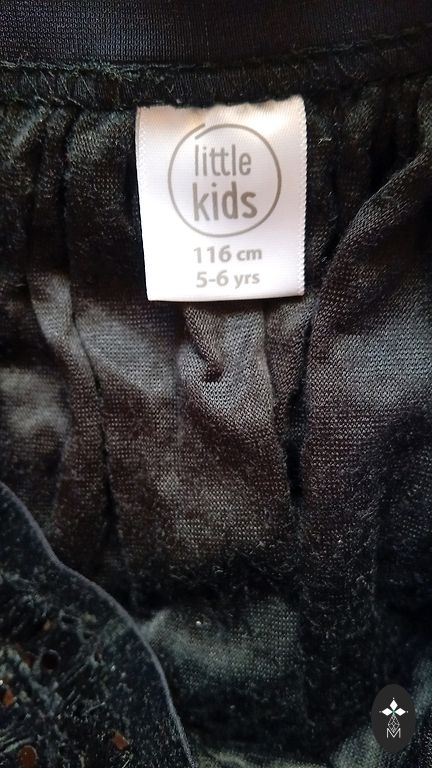 little
kids
116 cm
5-6 yrs